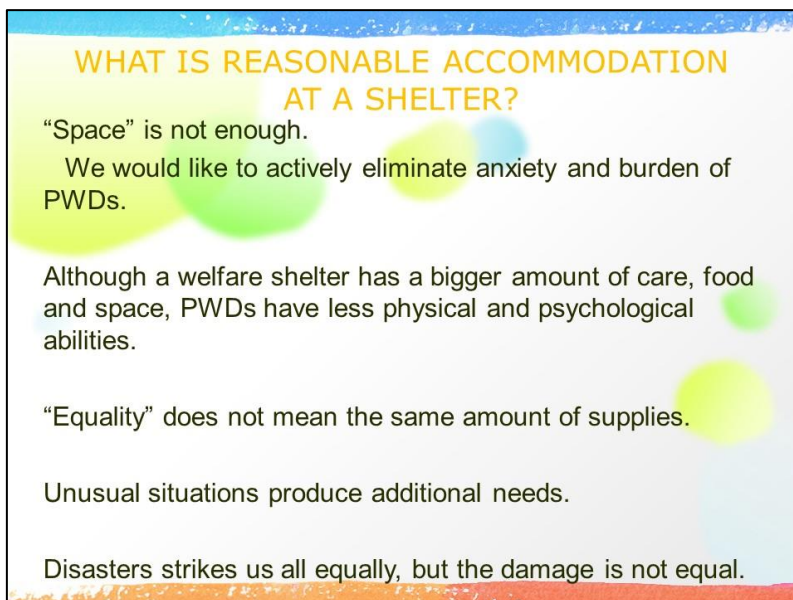 WHAT IS REASONABLE ACCOMMODATION
AT A SHELTER?
“Space” is not enough.
We would like to actively eliminate anxiety and burden of
PWDs.
Although a welfare shelter has a bigger amount of care, food
and space, PWDs have less physical and psychological
abilities.
“Equality” does not mean the same amount of supplies.
Unusual situations produce additional needs.
Disasters strikes us all equally, but the damage is not equal.